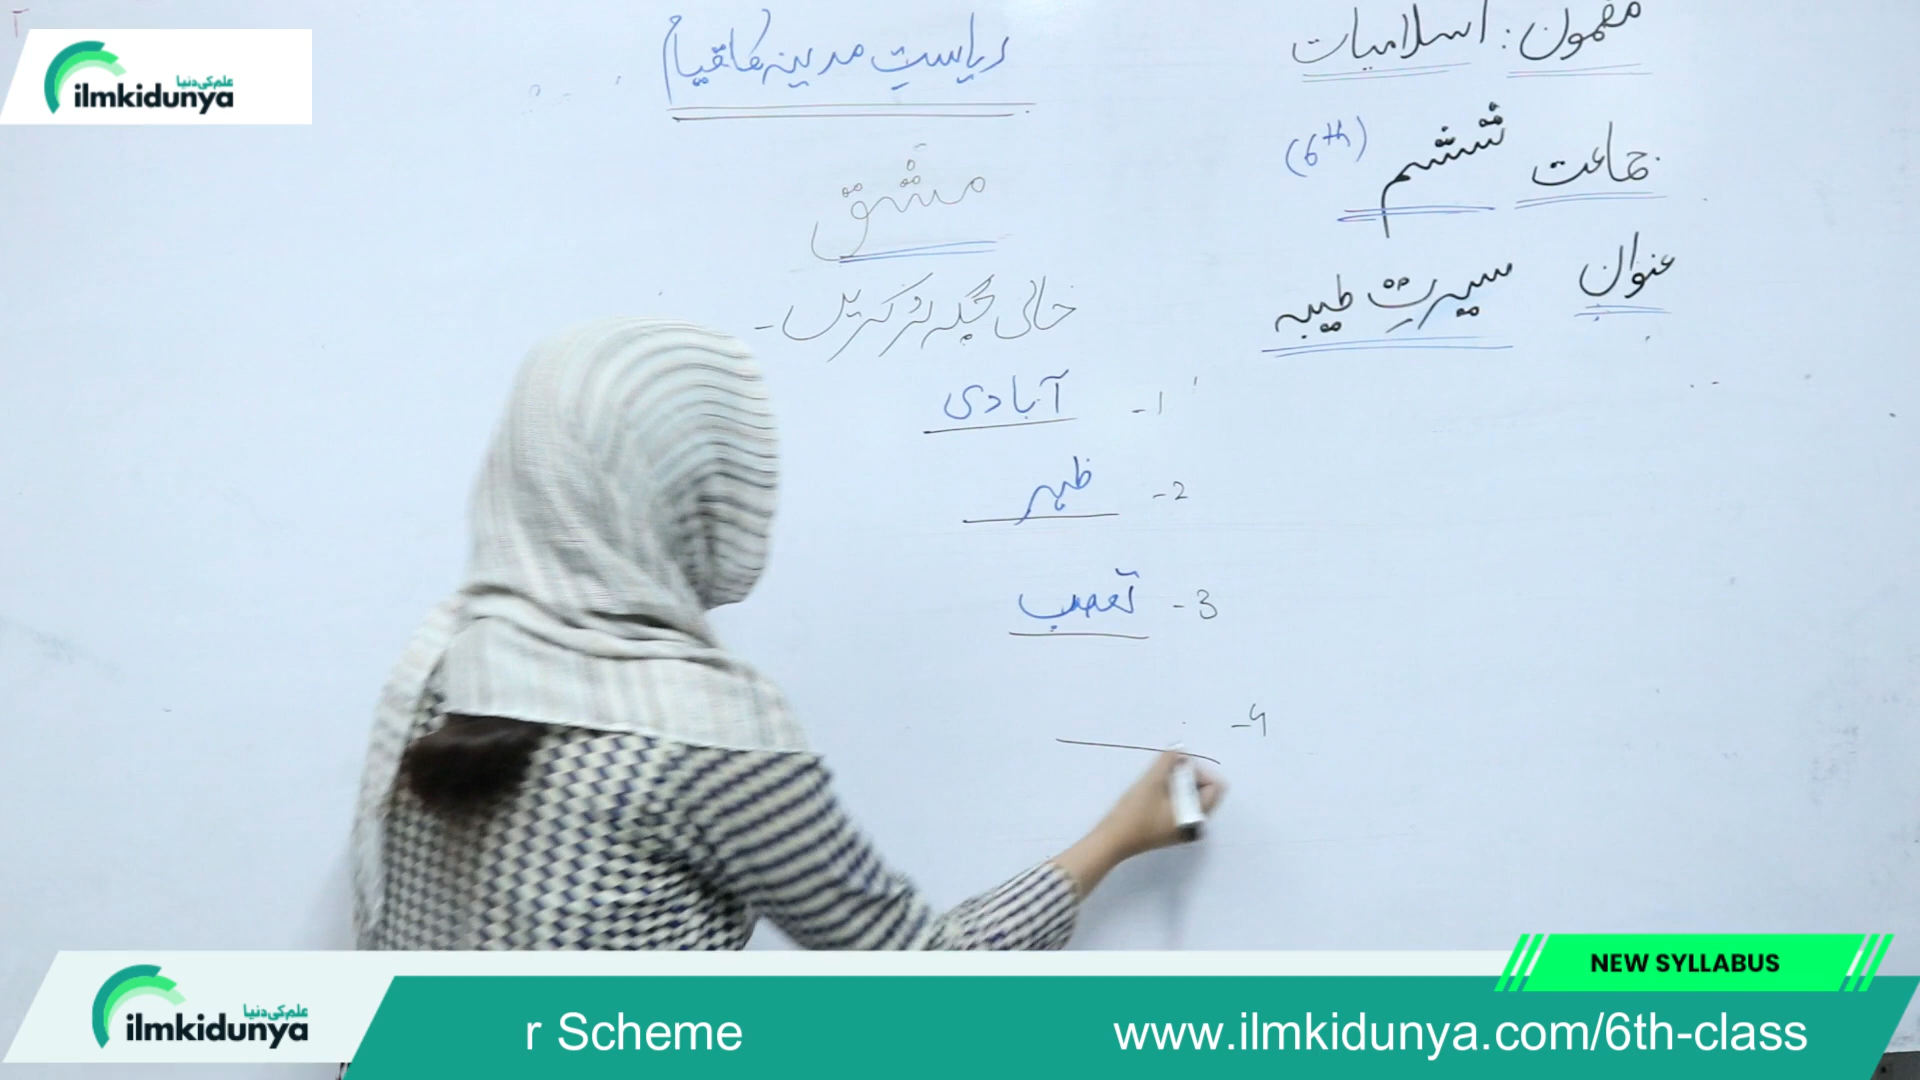 علم کی دنیا
ilmkidunya
مضمون: اسلامیات
جماعت ششم (6th)
عنوان سیرتِ طیبہ
ریاستِ مدینہ کا قیام
مشق
خالی جگہ پُر کریں۔
1- آبادی
2- ظہر
3- تعصب
4-
NEW SYLLABUS
علم کی دنیا
ilmkidunya
r Scheme
www.ilmkidunya.com/6th-class